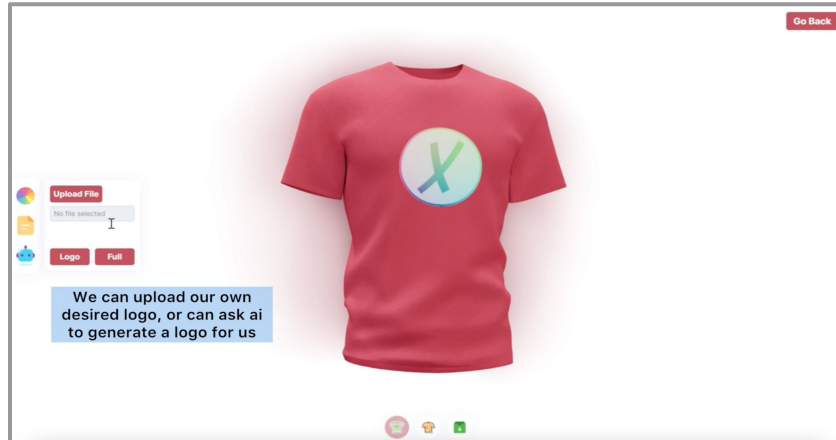 Go Back
Upload File
No file selected
Logo
Full
We can upload our own
desired logo, or can ask ai
to generate a logo for us
X